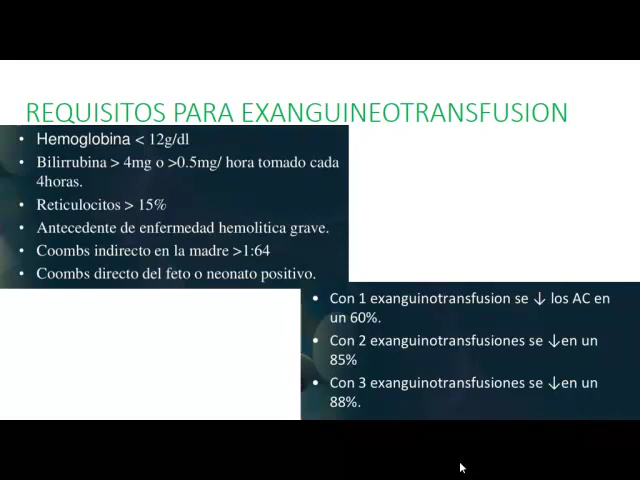 REQUISITOS PARA EXANGUINEOTRANSFUSION
• Hemoglobina < 12g/dl
• Bilirrubina > 4mg o >0.5mg/ hora tomado cada
4horas.
• Reticulocitos > 15%
• Antecedente de enfermedad hemolitica grave.
• Coombs indirecto en la madre >1:64
• Coombs directo del feto o neonato positivo.
• Con 1 exanguinotransfusion se ↓ los AC en
un 60%.
• Con 2 exanguinotransfusiones se ↓en un
85%
• Con 3 exanguinotransfusiones se ↓en un
88%.